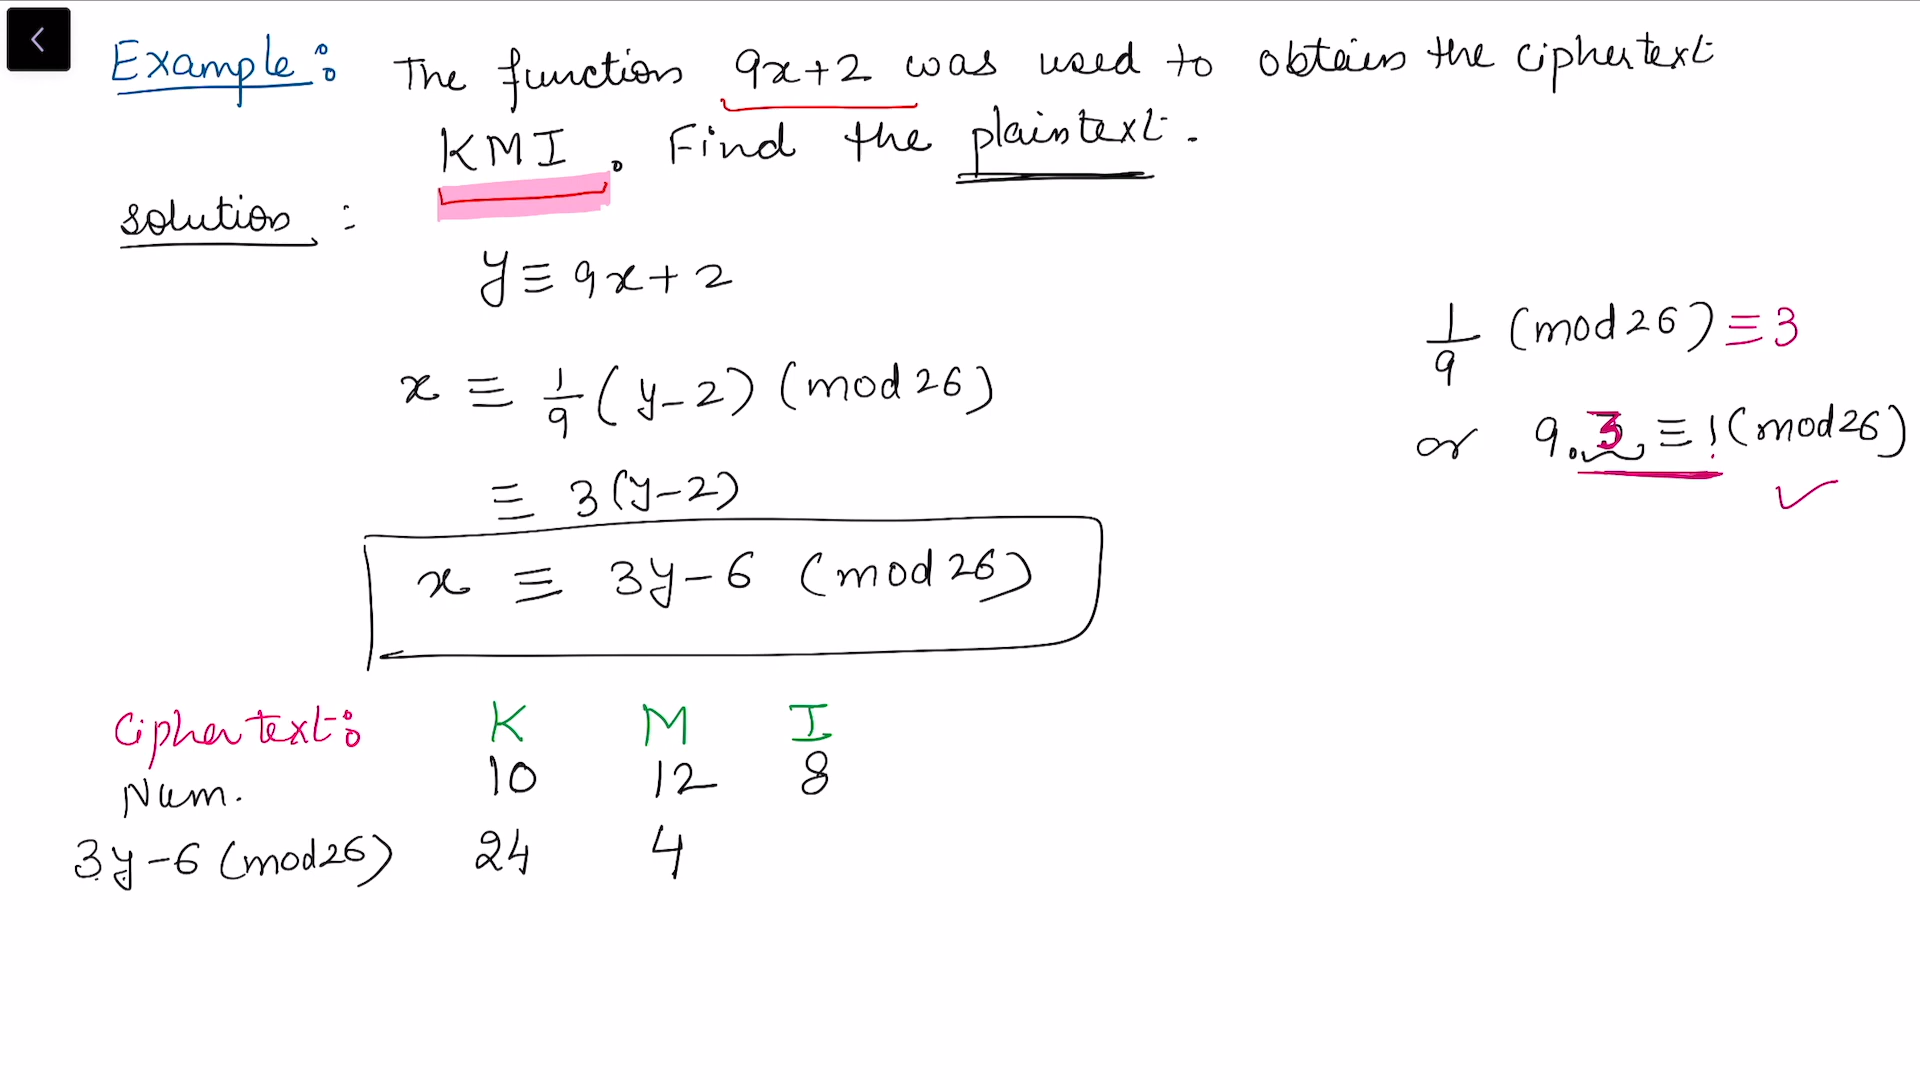 Example: The function 9x+2 was used to obtain the ciphertext
KMI. Find the plaintext.
solution:
y ≡ 9x+2
x ≡ 1/9 (y-2) (mod 26)
≡ 3(y-2)
x ≡ 3y-6 (mod 26)
1/9 (mod 26) ≡ 3
or 9.3 ≡ 1 (mod 26)
Ciphertext: K M I
Num. 10 12 8
3y-6 (mod 26) 24 4